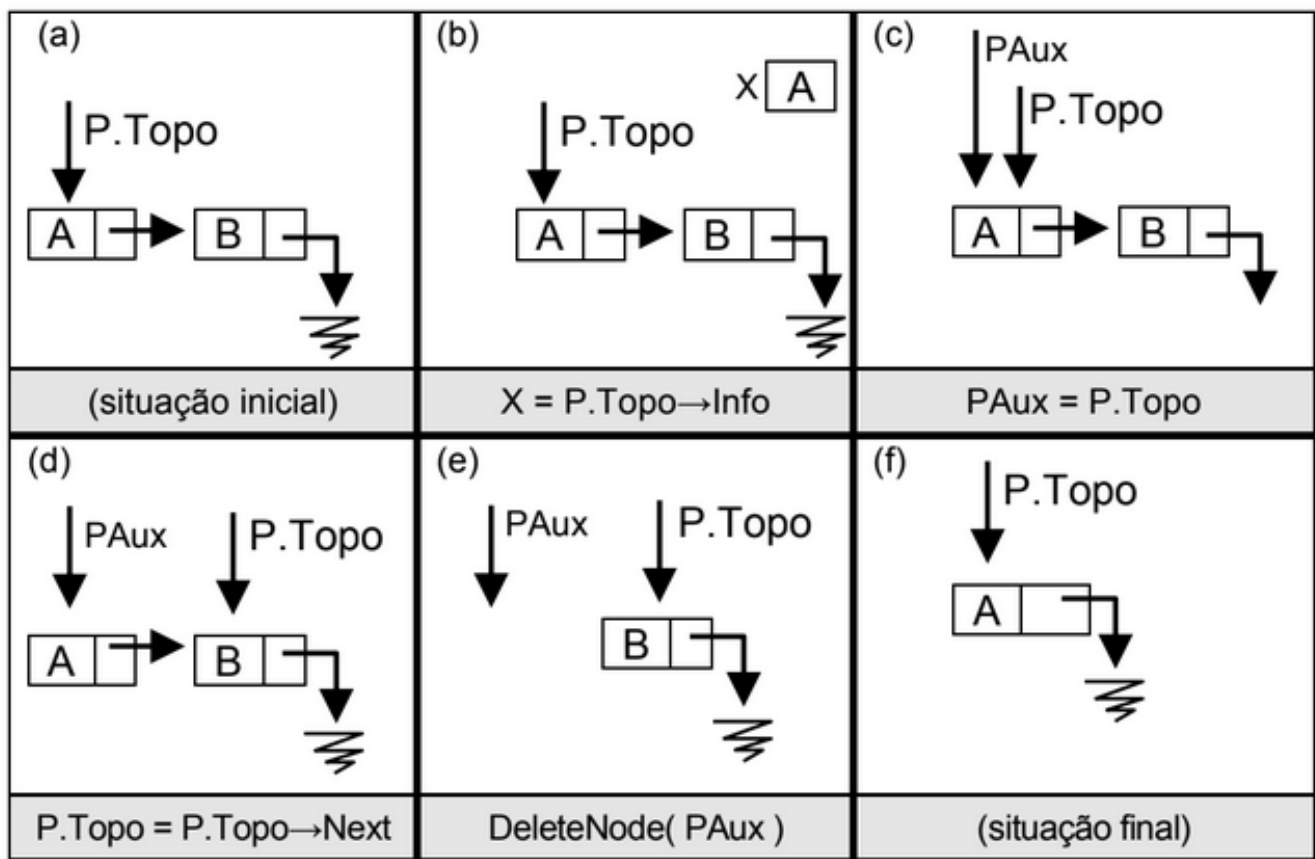 (a)
P.Topo
A
B
(situação inicial)
(b)
X A
P.Topo
A
B
X = P.Topo→Info
(c)
PAux
P.Topo
A
B
PAux = P.Topo
(d)
PAux
P.Topo
A
B
P.Topo = P.Topo→Next
(e)
PAux
P.Topo
B
DeleteNode( PAux )
(f)
P.Topo
A
(situação final)